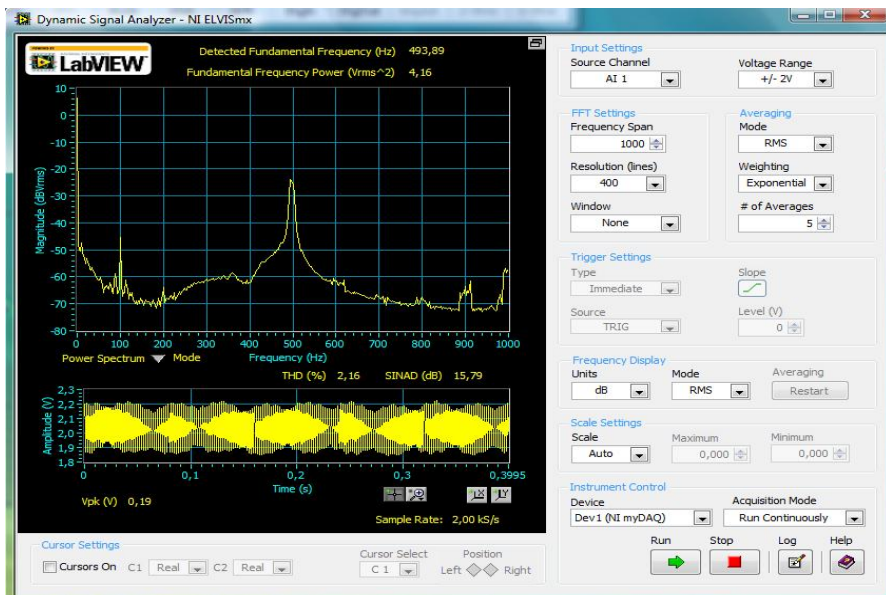 Dynamic Signal Analyzer - NI ELVISmx
POWERED BY
LabVIEW
Detected Fundamental Frequency (Hz) 493,89
Fundamental Frequency Power (Vrms^2) 4,16
Magnitude (dBVrms)
10
0
-10
-20
-30
-40
-50
-60
-70
-80
0 100 200 300 400 500 600 700 800 900 1000
Power Spectrum Mode Frequency (Hz)
THD (%) 2,16 SINAD (dB) 15,79
Amplitude (V)
2,3
2,2
2,1
2,0
1,9
1,8
0 0,1 0,2 0,3 0,3995
Time (s)
Vpk (V) 0,19
Sample Rate: 2,00 kS/s
Cursor Settings
Cursors On C1 Real C2 Real
Cursor Select Position
C 1 Left Right
Input Settings
Source Channel Voltage Range
AI 1 +/- 2V
FFT Settings Averaging
Frequency Span Mode
1000 RMS
Resolution (lines) Weighting
400 Exponential
Window # of Averages
None 5
Trigger Settings
Type Slope
Immediate
Source Level (V)
TRIG 0
Frequency Display
Units Mode Averaging
dB RMS Restart
Scale Settings
Scale Maximum Minimum
Auto 0,000 0,000
Instrument Control
Device Acquisition Mode
Dev1 (NI myDAQ) Run Continuously
Run Stop Log Help